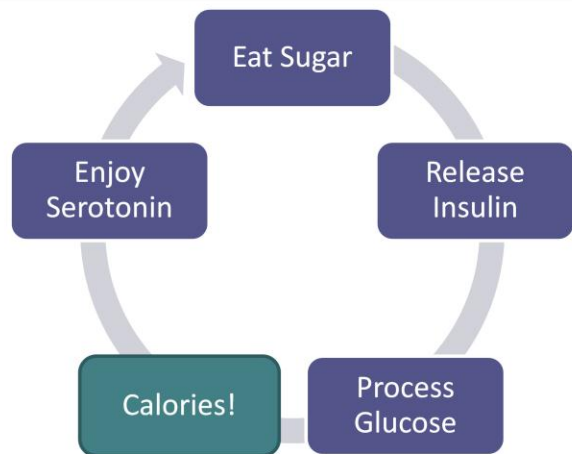 Eat Sugar
Release
Insulin
Process
Glucose
Calories!
Enjoy
Serotonin